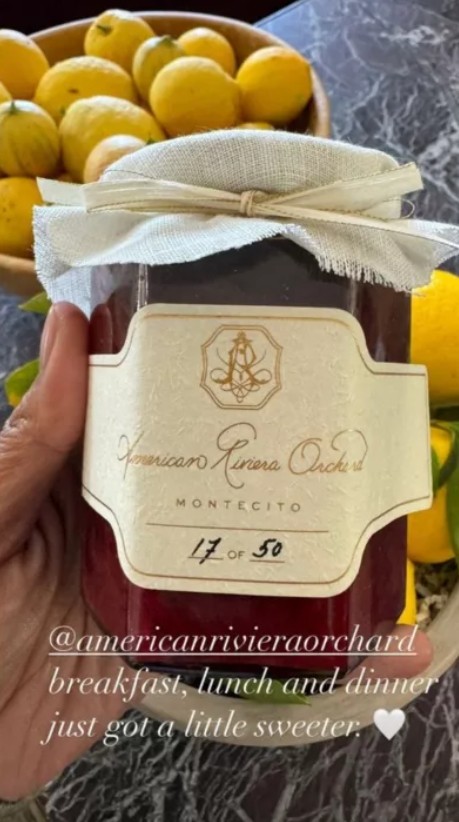 American Riviera Orchard
MONTECITO
17 OF 50
@americanrivieraorchard
breakfast, lunch and dinner
just got a little sweeter. 🤍